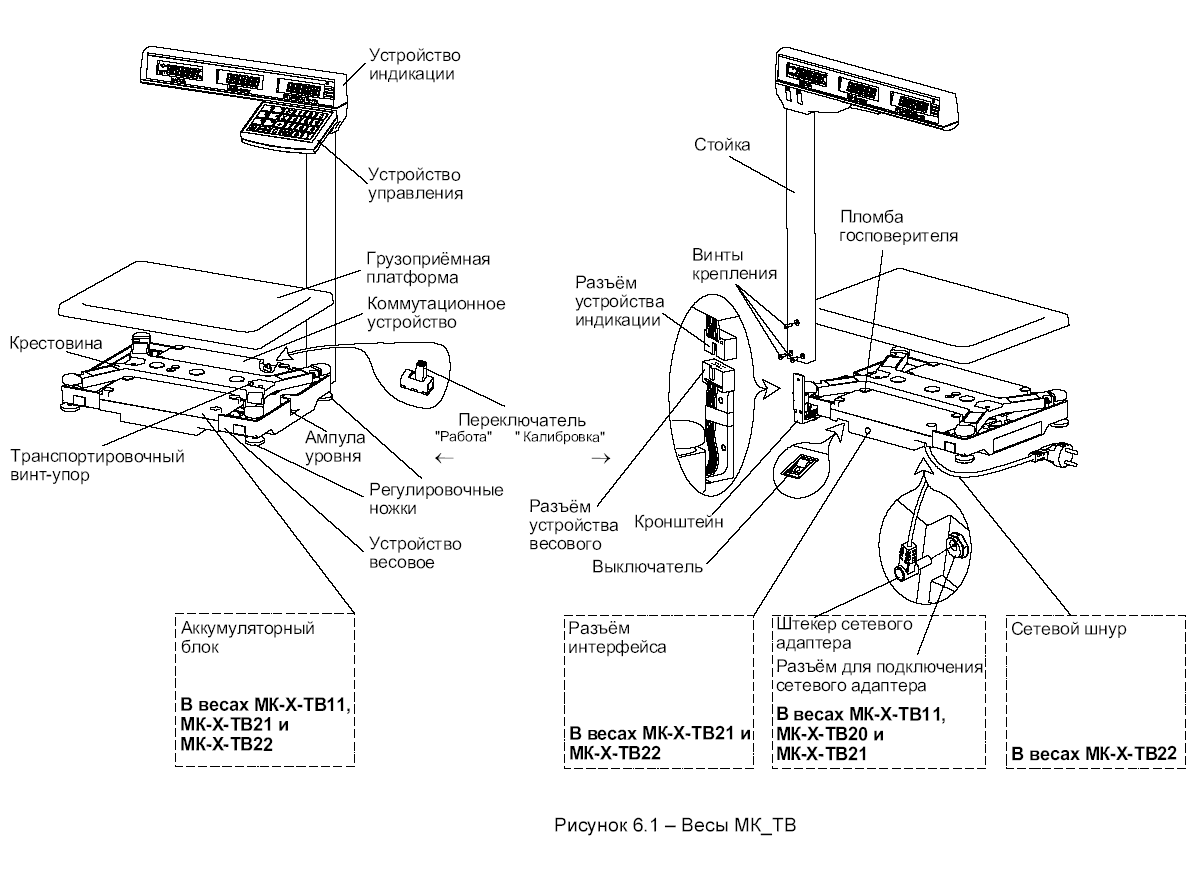 Устройство
индикации
Устройство
управления
Грузоприёмная
платформа
Коммутационное
устройство
Крестовина
Переключатель
"Работа" "Калибровка"
Ампула
уровня
Транспортировочный
винт-упор
Регулировочные
ножки
Устройство
весовое
Аккумуляторный
блок
В весах МК-Х-ТВ11,
МК-Х-ТВ21 и
МК-Х-ТВ22
Стойка
Пломба
госповерителя
Винты
крепления
Разъём
устройства
индикации
Разъём
устройства
весового
Кронштейн
Выключатель
Разъём
интерфейса
В весах МК-Х-ТВ21 и
МК-Х-ТВ22
Штекер сетевого
адаптера
Разъём для подключения
сетевого адаптера
В весах МК-Х-ТВ11,
МК-Х-ТВ20 и
МК-Х-ТВ21
Сетевой шнур
В весах МК-Х-ТВ22
Рисунок 6.1 – Весы МК_ТВ